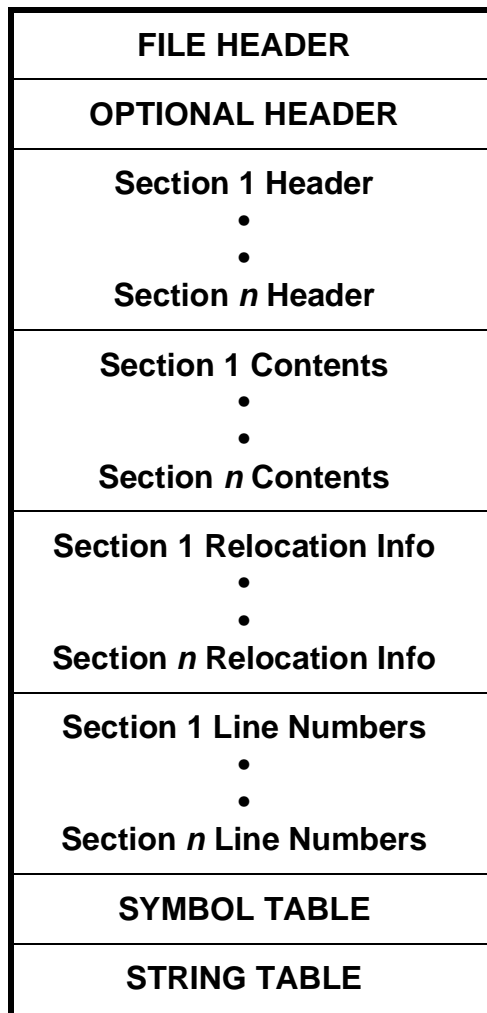 FILE HEADER
OPTIONAL HEADER
Section 1 Header
•
•
Section n Header
Section 1 Contents
•
•
Section n Contents
Section 1 Relocation Info
•
•
Section n Relocation Info
Section 1 Line Numbers
•
•
Section n Line Numbers
SYMBOL TABLE
STRING TABLE